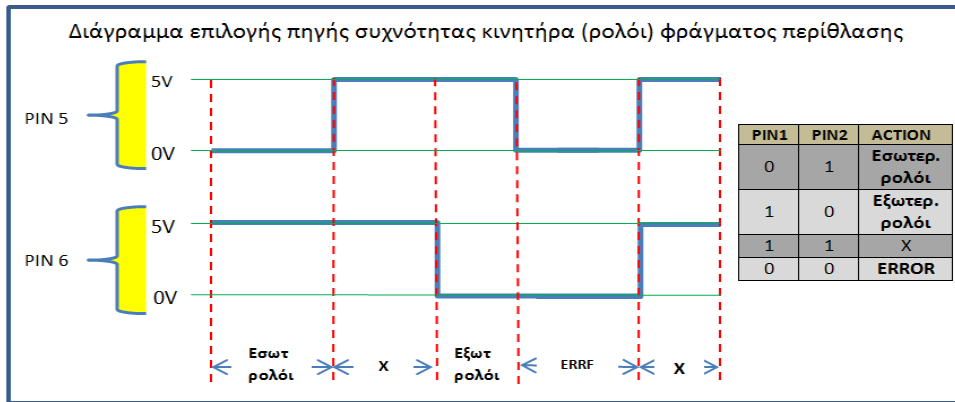 Διάγραμμα επιλογής πηγής συχνότητας κινητήρα (ρολόι) φράγματος περίθλασης
5V
PIN 5
0V
5V
PIN 6
0V
Εσωτ ρολόι
X
Εξωτ ρολόι
ERRF
X
PIN1 PIN2 ACTION
0 1 Εσωτερ. ρολόι
1 0 Εξωτερ. ρολόι
1 1 X
0 0 ERROR